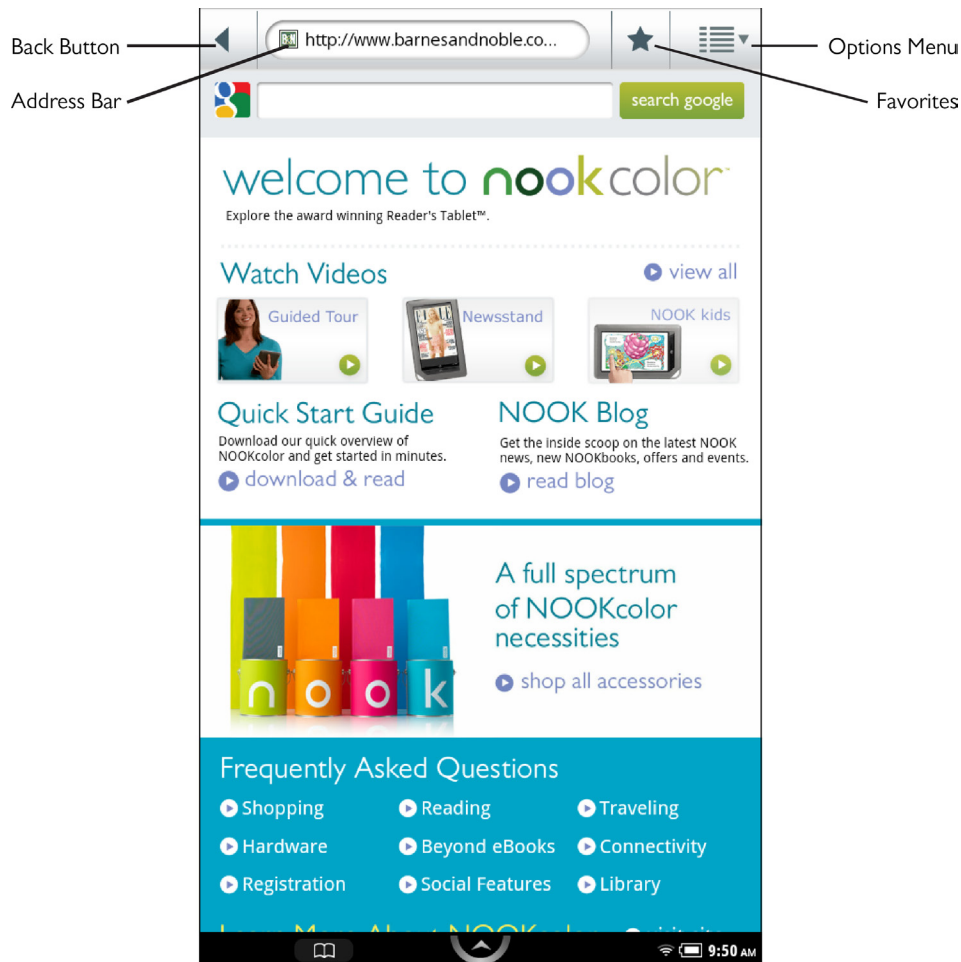 Back Button
Address Bar
Options Menu
Favorites
B&N http://www.barnesandnoble.co...
search google
welcome to nookcolor™
Explore the award winning Reader's Tablet™.
Watch Videos
view all
Guided Tour
Newsstand
NOOK kids
Quick Start Guide
Download our quick overview of
NOOKcolor and get started in minutes.
download & read
NOOK Blog
Get the inside scoop on the latest NOOK
news, new NOOKbooks, offers and events.
read blog
nook
A full spectrum
of NOOKcolor
necessities
shop all accessories
Frequently Asked Questions
Shopping
Reading
Traveling
Hardware
Beyond eBooks
Connectivity
Registration
Social Features
Library
Learn More About NOOKcolor
9:50 AM